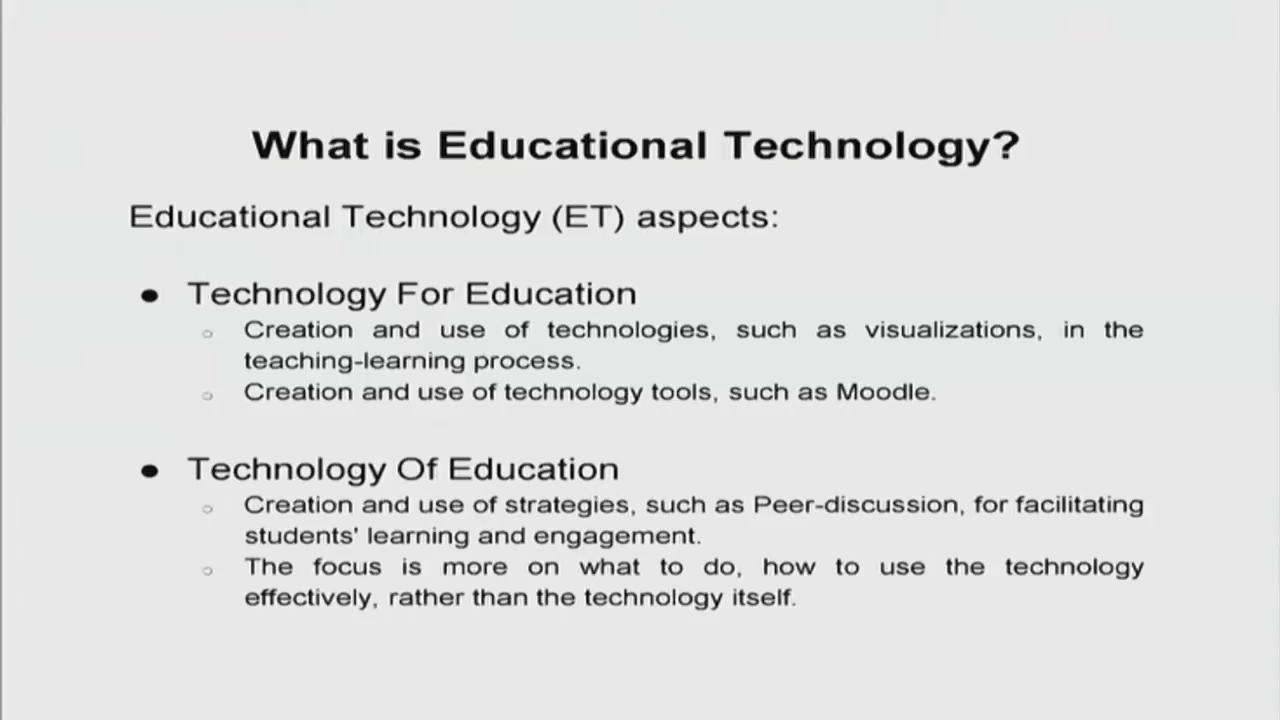 What is Educational Technology?
Educational Technology (ET) aspects:
● Technology For Education
○ Creation and use of technologies, such as visualizations, in the
teaching-learning process.
○ Creation and use of technology tools, such as Moodle.
● Technology Of Education
○ Creation and use of strategies, such as Peer-discussion, for facilitating
students' learning and engagement.
○ The focus is more on what to do, how to use the technology
effectively, rather than the technology itself.